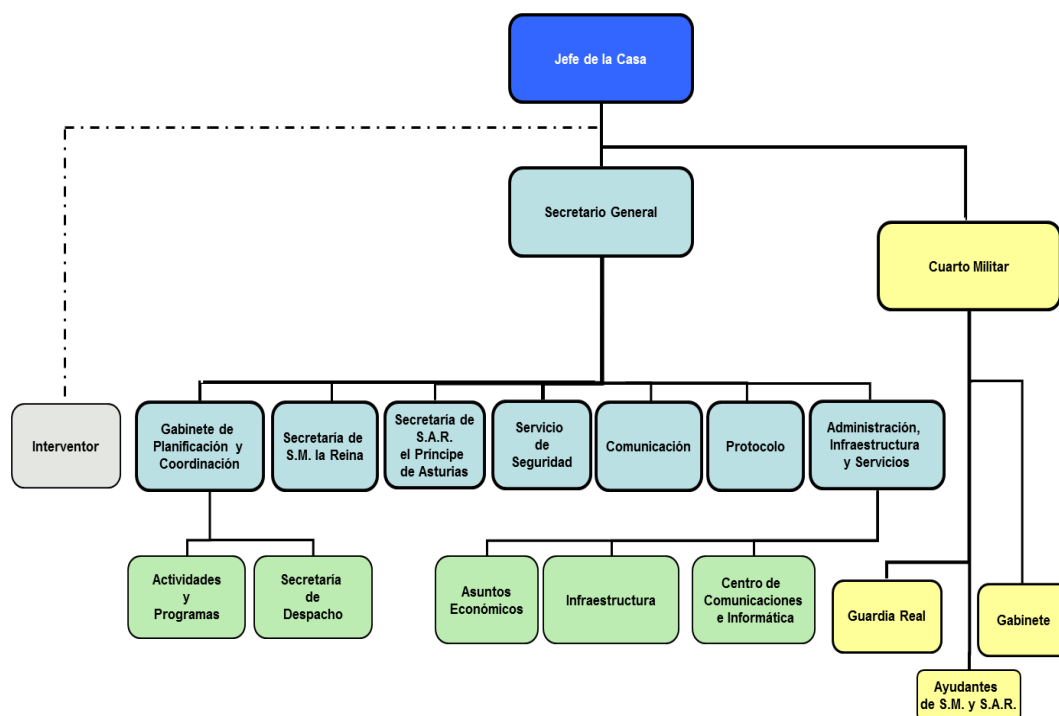 Jefe de la Casa
Secretario General
Cuarto Militar
Interventor
Gabinete de
Planificación y
Coordinación
Secretaría de
S.M. la Reina
Secretaría de
S.A.R.
el Príncipe
de Asturias
Servicio
de
Seguridad
Comunicación
Protocolo
Administración,
Infraestructura
y Servicios
Actividades
y
Programas
Secretaría
de
Despacho
Asuntos
Económicos
Infraestructura
Centro de
Comunicaciones
e Informática
Guardia Real
Gabinete
Ayudantes
de S.M. y S.A.R.